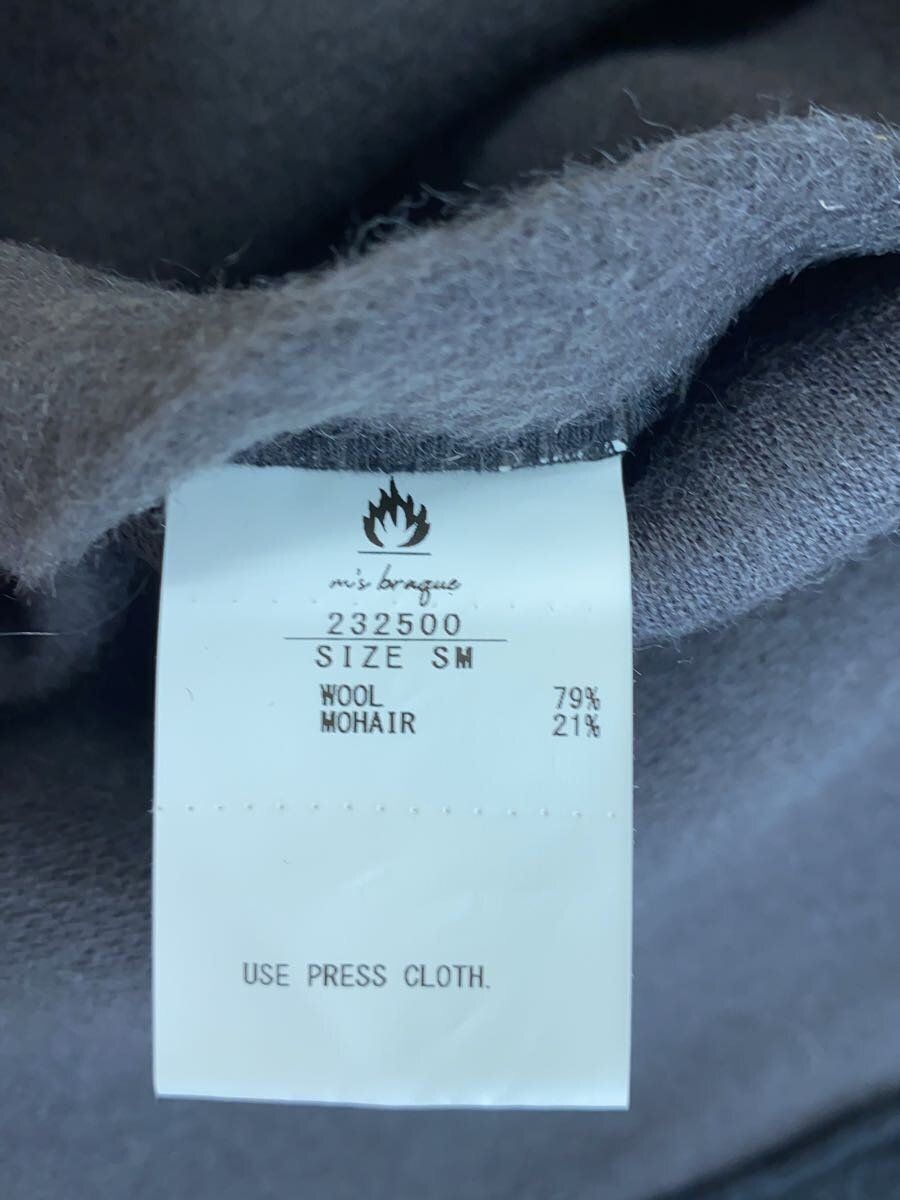 m's braque
232500
SIZE SM
WOOL 79%
MOHAIR 21%
USE PRESS CLOTH.